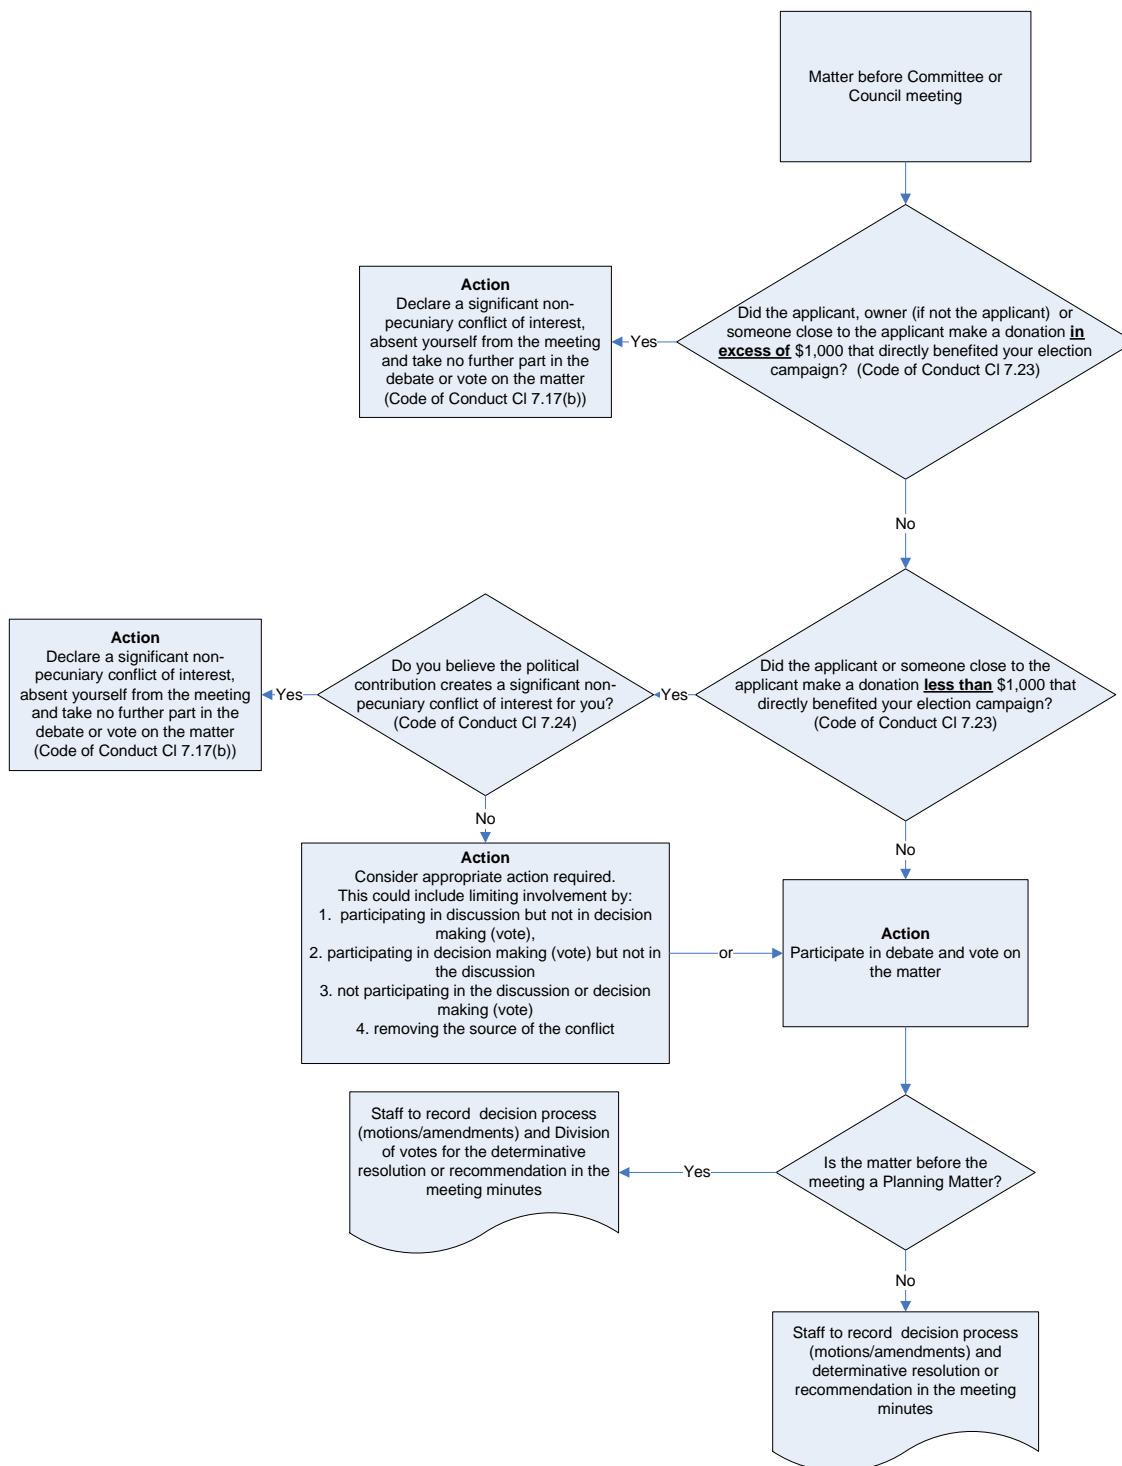 Matter before Committee or
Council meeting
Action
Declare a significant non-
pecuniary conflict of interest,
absent yourself from the meeting
and take no further part in the
debate or vote on the matter
(Code of Conduct Cl 7.17(b))
Yes
Did the applicant, owner (if not the applicant) or
someone close to the applicant make a donation in
excess of $1,000 that directly benefited your election
campaign? (Code of Conduct Cl 7.23)
No
Action
Declare a significant non-
pecuniary conflict of interest,
absent yourself from the meeting
and take no further part in the
debate or vote on the matter
(Code of Conduct Cl 7.17(b))
Yes
Do you believe the political
contribution creates a significant non-
pecuniary conflict of interest for you?
(Code of Conduct Cl 7.24)
Yes
Did the applicant or someone close to the
applicant make a donation less than $1,000 that
directly benefited your election campaign?
(Code of Conduct Cl 7.23)
No
No
Action
Consider appropriate action required.
This could include limiting involvement by:
1. participating in discussion but not in decision
making (vote),
2. participating in decision making (vote) but not in
the discussion
3. not participating in the discussion or decision
making (vote)
4. removing the source of the conflict
or
Action
Participate in debate and vote on
the matter
Staff to record decision process
(motions/amendments) and Division
of votes for the determinative
resolution or recommendation in the
meeting minutes
Yes
Is the matter before the
meeting a Planning Matter?
No
Staff to record decision process
(motions/amendments) and
determinative resolution or
recommendation in the meeting
minutes